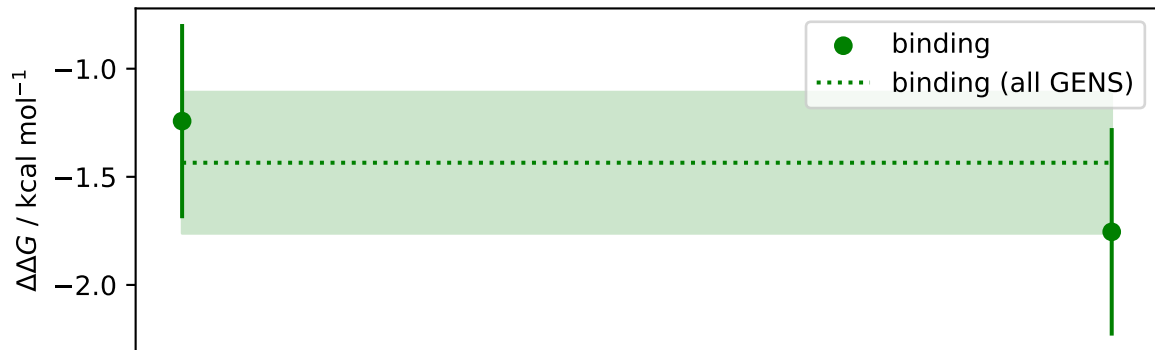 ΔΔG / kcal mol⁻¹
−1.0
−1.5
−2.0
binding
binding (all GENS)